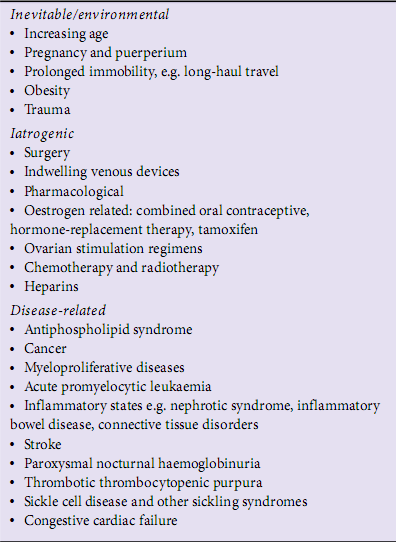 Inevitable/environmental
• Increasing age
• Pregnancy and puerperium
• Prolonged immobility, e.g. long-haul travel
• Obesity
• Trauma
Iatrogenic
• Surgery
• Indwelling venous devices
• Pharmacological
• Oestrogen related: combined oral contraceptive,
hormone-replacement therapy, tamoxifen
• Ovarian stimulation regimens
• Chemotherapy and radiotherapy
• Heparins
Disease-related
• Antiphospholipid syndrome
• Cancer
• Myeloproliferative diseases
• Acute promyelocytic leukaemia
• Inflammatory states e.g. nephrotic syndrome, inflammatory
bowel disease, connective tissue disorders
• Stroke
• Paroxysmal nocturnal haemoglobinuria
• Thrombotic thrombocytopenic purpura
• Sickle cell disease and other sickling syndromes
• Congestive cardiac failure